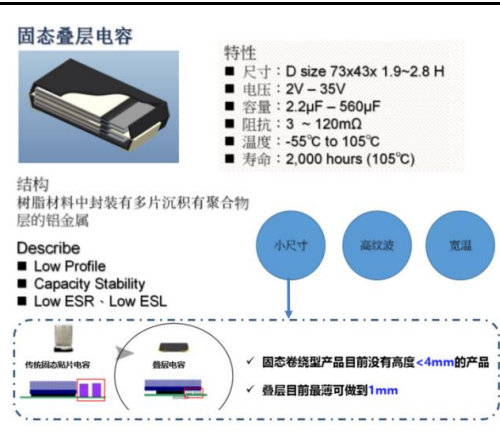 固态叠层电容
特性
■ 尺寸：D size 73x43x 1.9~2.8 H
■ 电压：2V – 35V
■ 容量：2.2μF – 560μF
■ 阻抗：3 ~ 120mΩ
■ 温度：-55℃ to 105℃
■ 寿命：2,000 hours (105℃)
结构
树脂材料中封装有多片沉积有聚合物
层的铝金属
Describe
■ Low Profile
■ Capacity Stability
■ Low ESR、Low ESL
小尺寸
高纹波
宽温
传统固态贴片电容
叠层电容
✓ 固态卷绕型产品目前没有高度<4mm的产品
✓ 叠层目前最薄可做到1mm